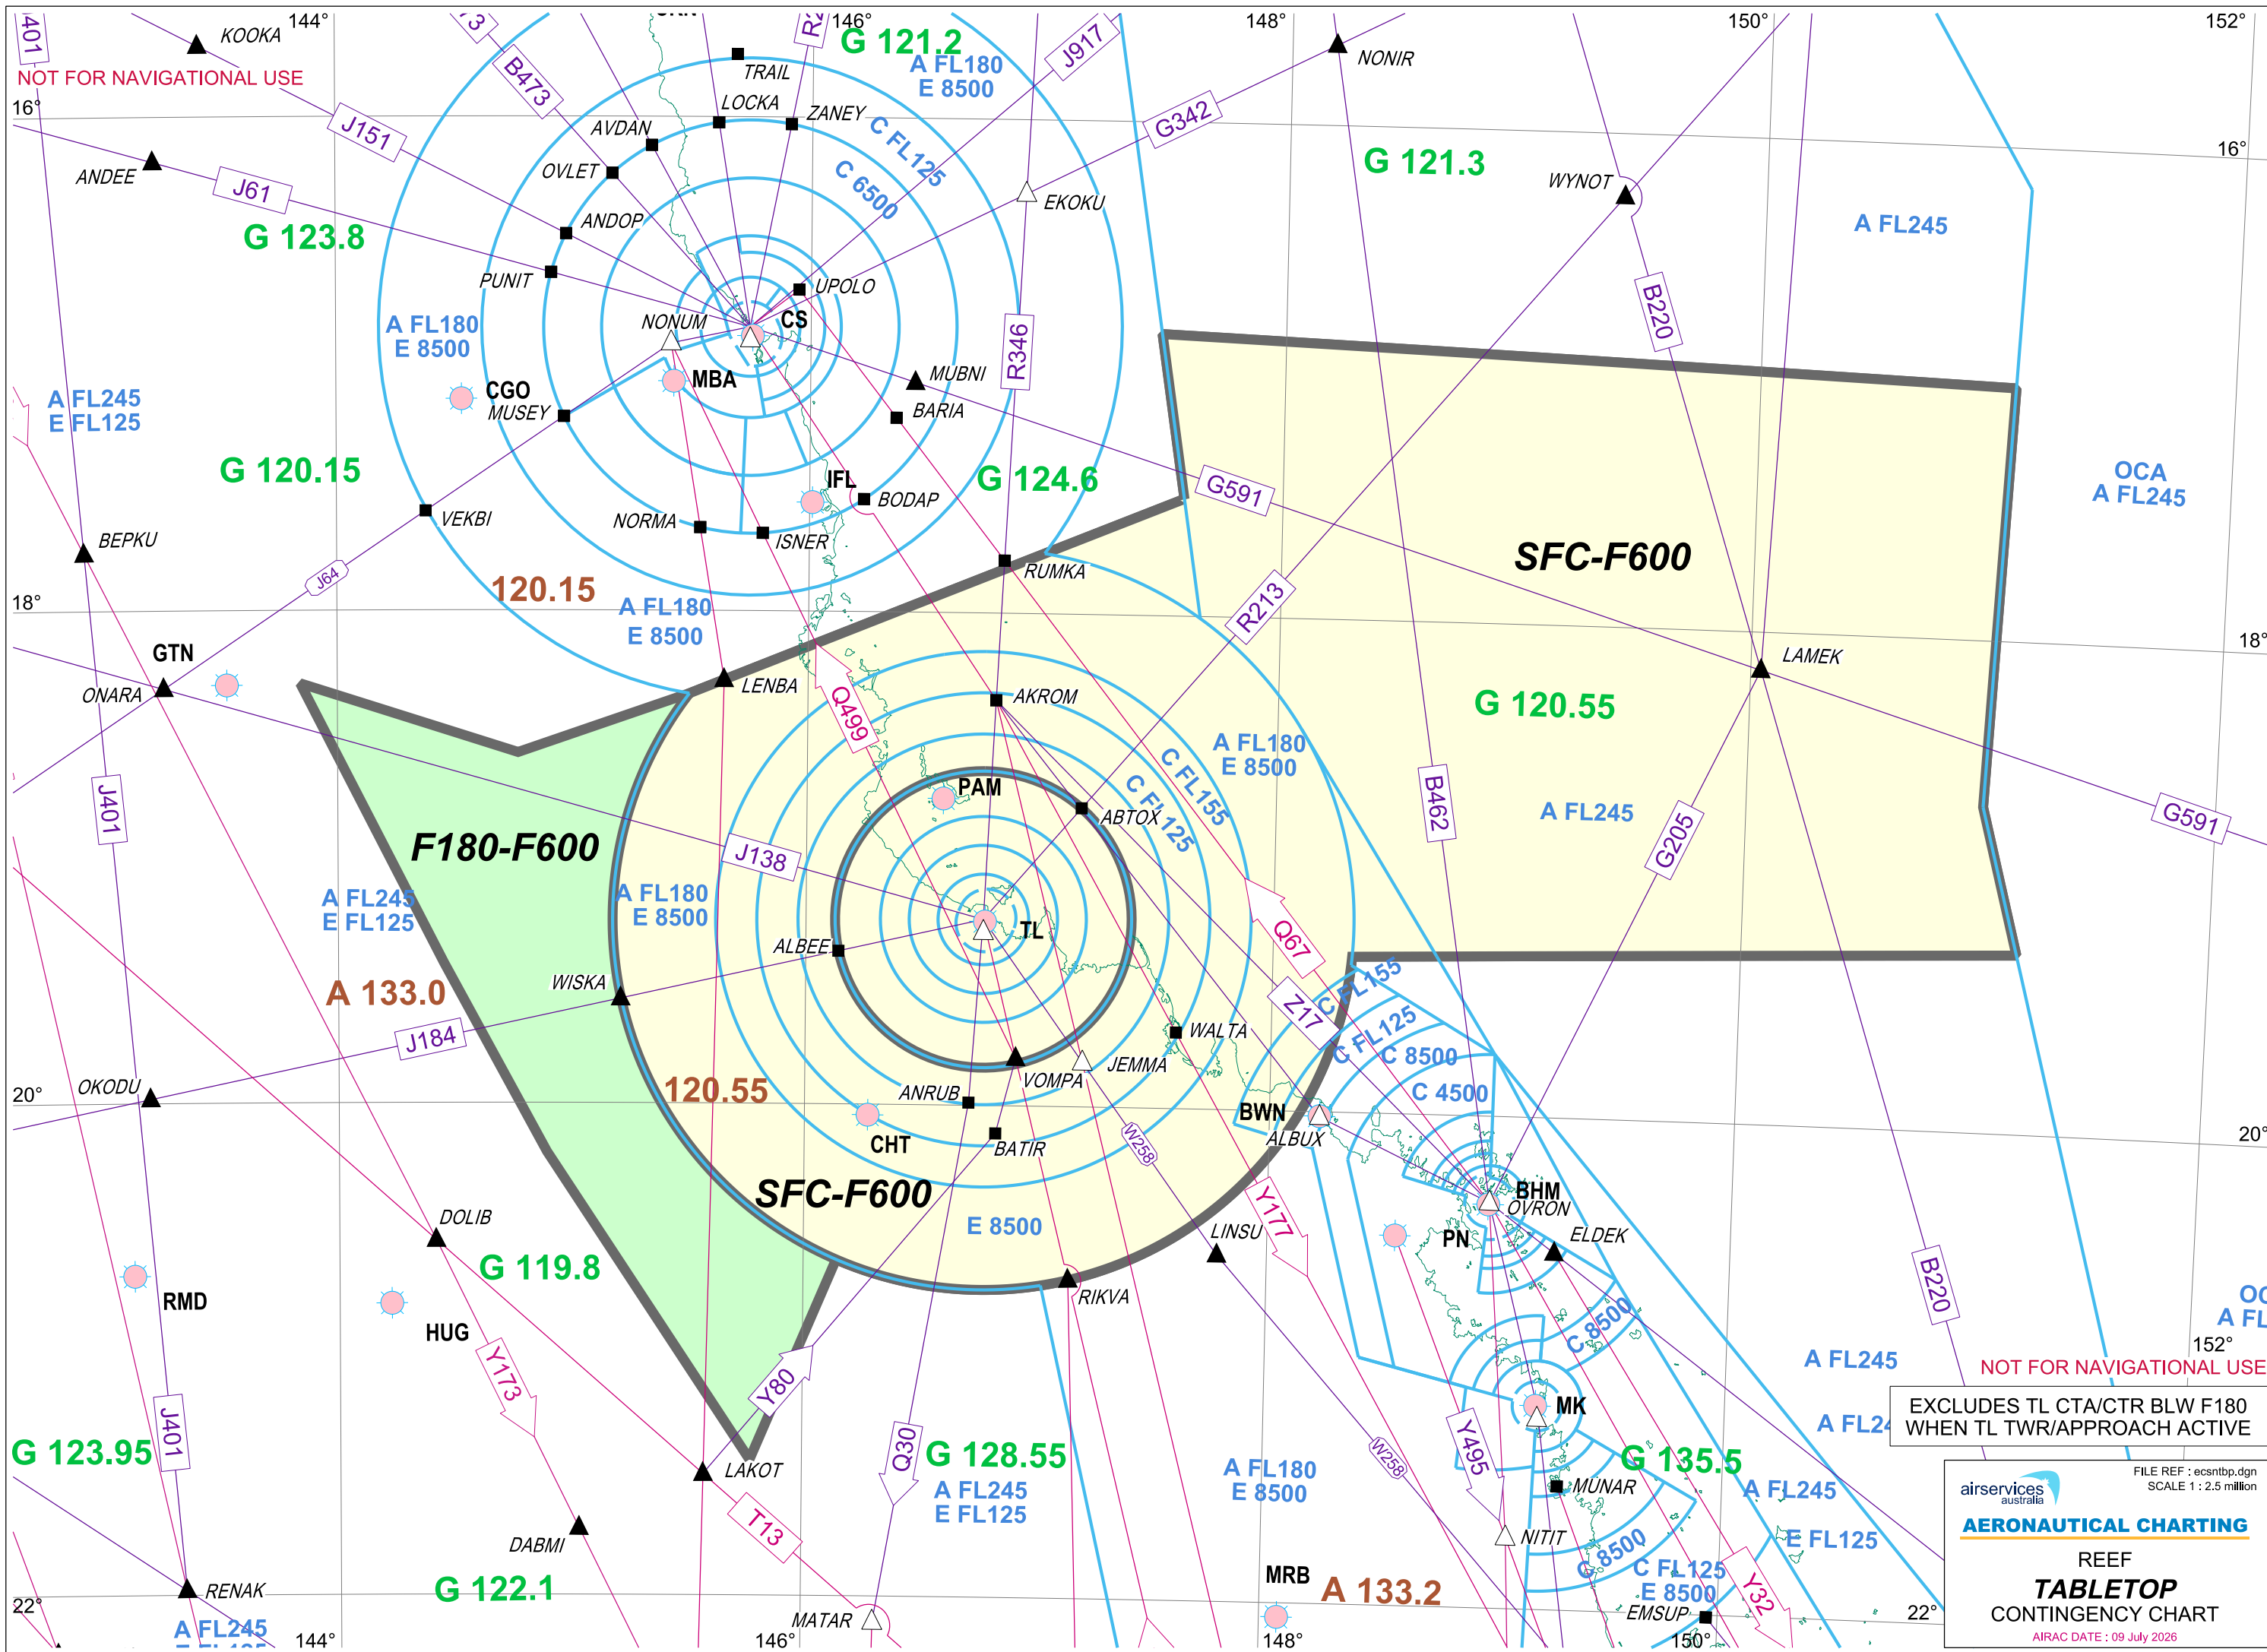 144°
146°
148°
150°
152°
J401
KOOKA
NOT FOR NAVIGATIONAL USE
B473
TRAIL
G 121.2
A FL180
E 8500
J917
NONIR
16°
J151
LOCKA
ZANEY
AVDAN
C FL125
G342
G 121.3
16°
ANDEE
OVLET
C 6500
WYNOT
J61
EKOKU
ANDOP
G 123.8
A FL245
PUNIT
UPOLO
B220
A FL180
E 8500
NONUM
CS
R346
CGO
MBA
MUBNI
A FL245
E FL125
MUSEY
BARIA
G 120.15
IFL
G 124.6
G591
OCA
A FL245
VEKBI
NORMA
BODAP
ISNER
BEPKU
J64
SFC-F600
RUMKA
120.15
A FL180
E 8500
R213
18°
18°
GTN
LAMEK
ONARA
LENBA
AKROM
Q499
G 120.55
A FL180
E 8500
C FL155
C FL125
PAM
ABTOX
J401
B462
A FL245
G591
F180-F600
J138
G205
A FL245
E FL125
A FL180
E 8500
TL
Q67
ALBEE
WISKA
A 133.0
C FL155
Z17
C FL125
WALTA
J184
JEMMA
C 8500
VOMPA
20°
OKODU
120.55
ANRUB
C 4500
BWN
CHT
BATIR
W258
ALBUX
20°
SFC-F600
BHM
OVRON
DOLIB
E 8500
Y177
LINSU
PN
ELDEK
G 119.8
B220
RMD
RIKVA
HUG
C 8500
152°
Y173
Y80
A FL245
NOT FOR NAVIGATIONAL USE
MK
EXCLUDES TL CTA/CTR BLW F180
WHEN TL TWR/APPROACH ACTIVE
J401
G 123.95
Q30
G 128.55
W258
Y495
G 135.5
LAKOT
A FL180
E 8500
A FL245
E FL125
MUNAR
A FL245
T13
DABMI
NITIT
E FL125
C 8500
RENAK
G 122.1
MRB
A 133.2
C FL125
E 8500
Y32
22°
MATAR
EMSUP
22°
A FL245
144°
146°
148°
150°
airservices
australia
FILE REF : ecsntbp.dgn
SCALE 1 : 2.5 million
AERONAUTICAL CHARTING
REEF
TABLETOP
CONTINGENCY CHART
AIRAC DATE : 09 July 2026